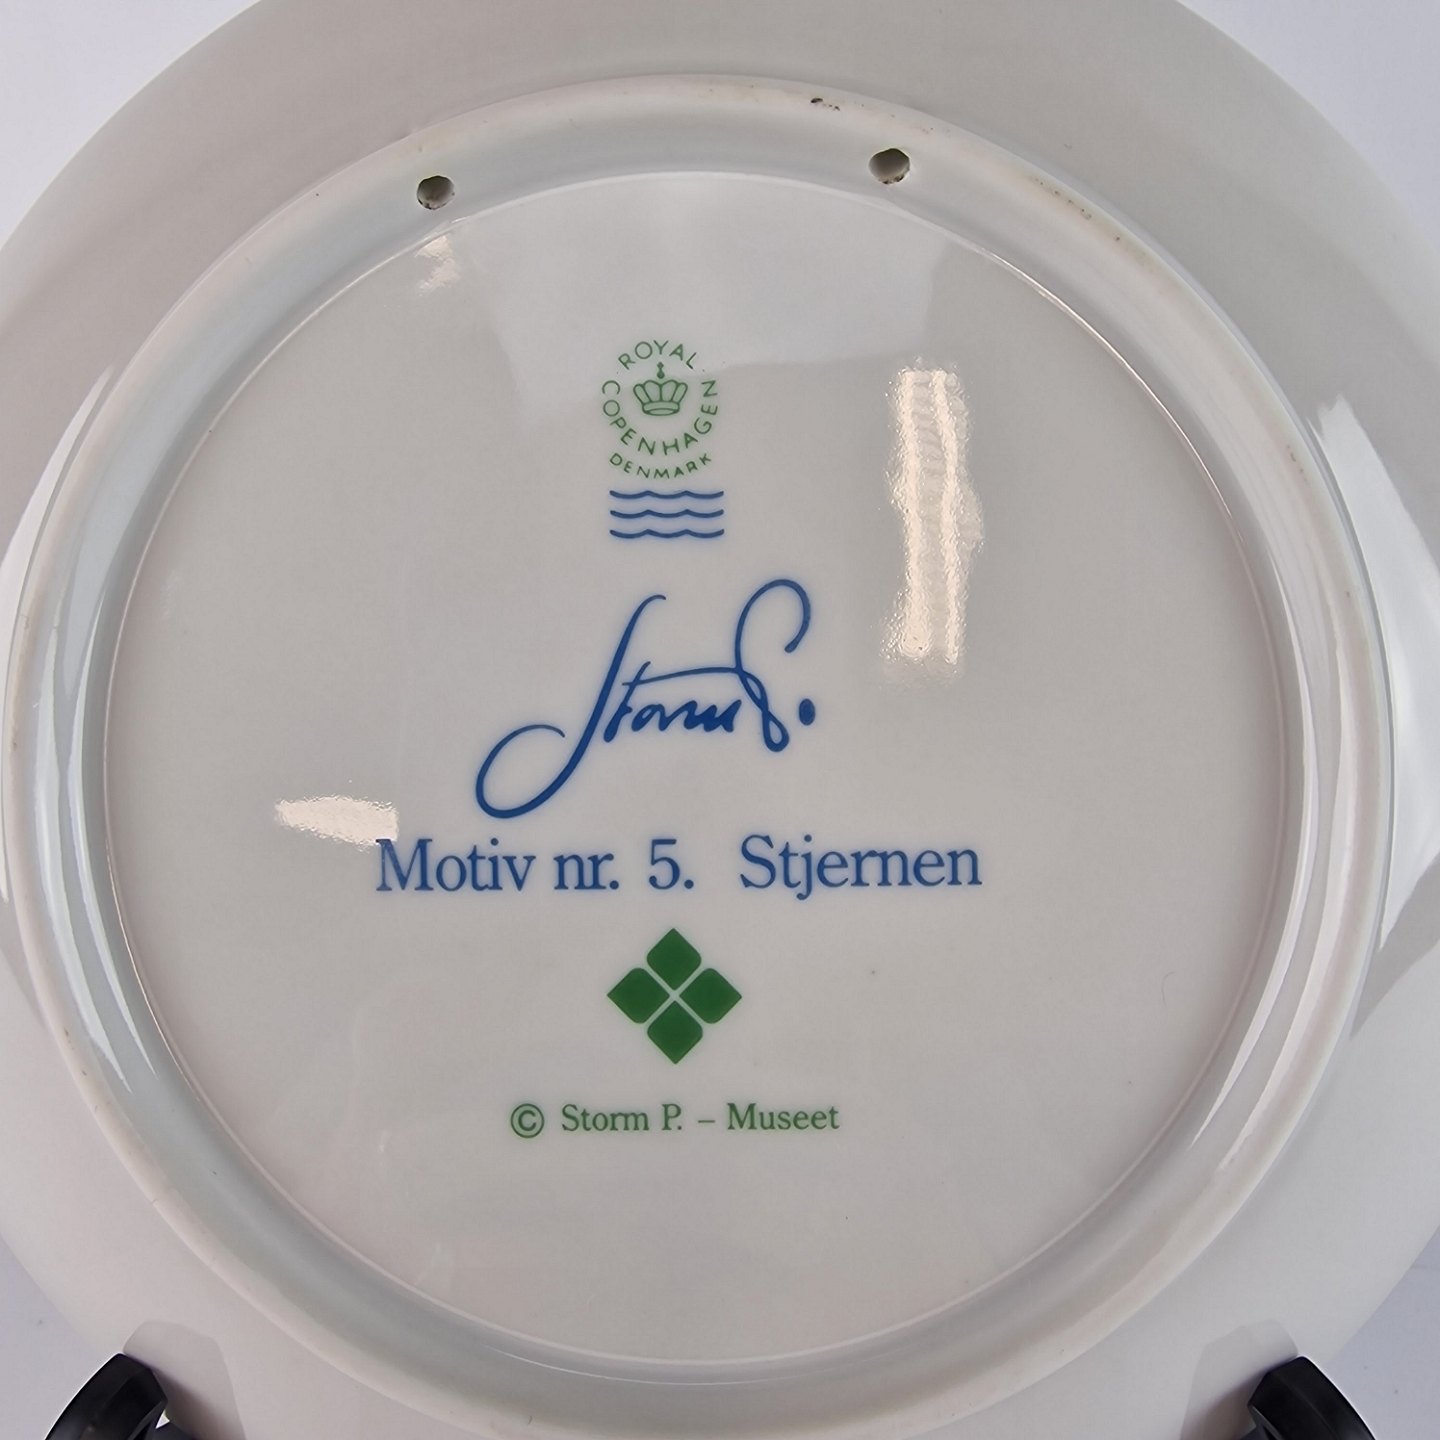 ROYAL
COPENHAGEN
DENMARK
Storm P.
Motiv nr. 5. Stjernen
© Storm P. – Museet